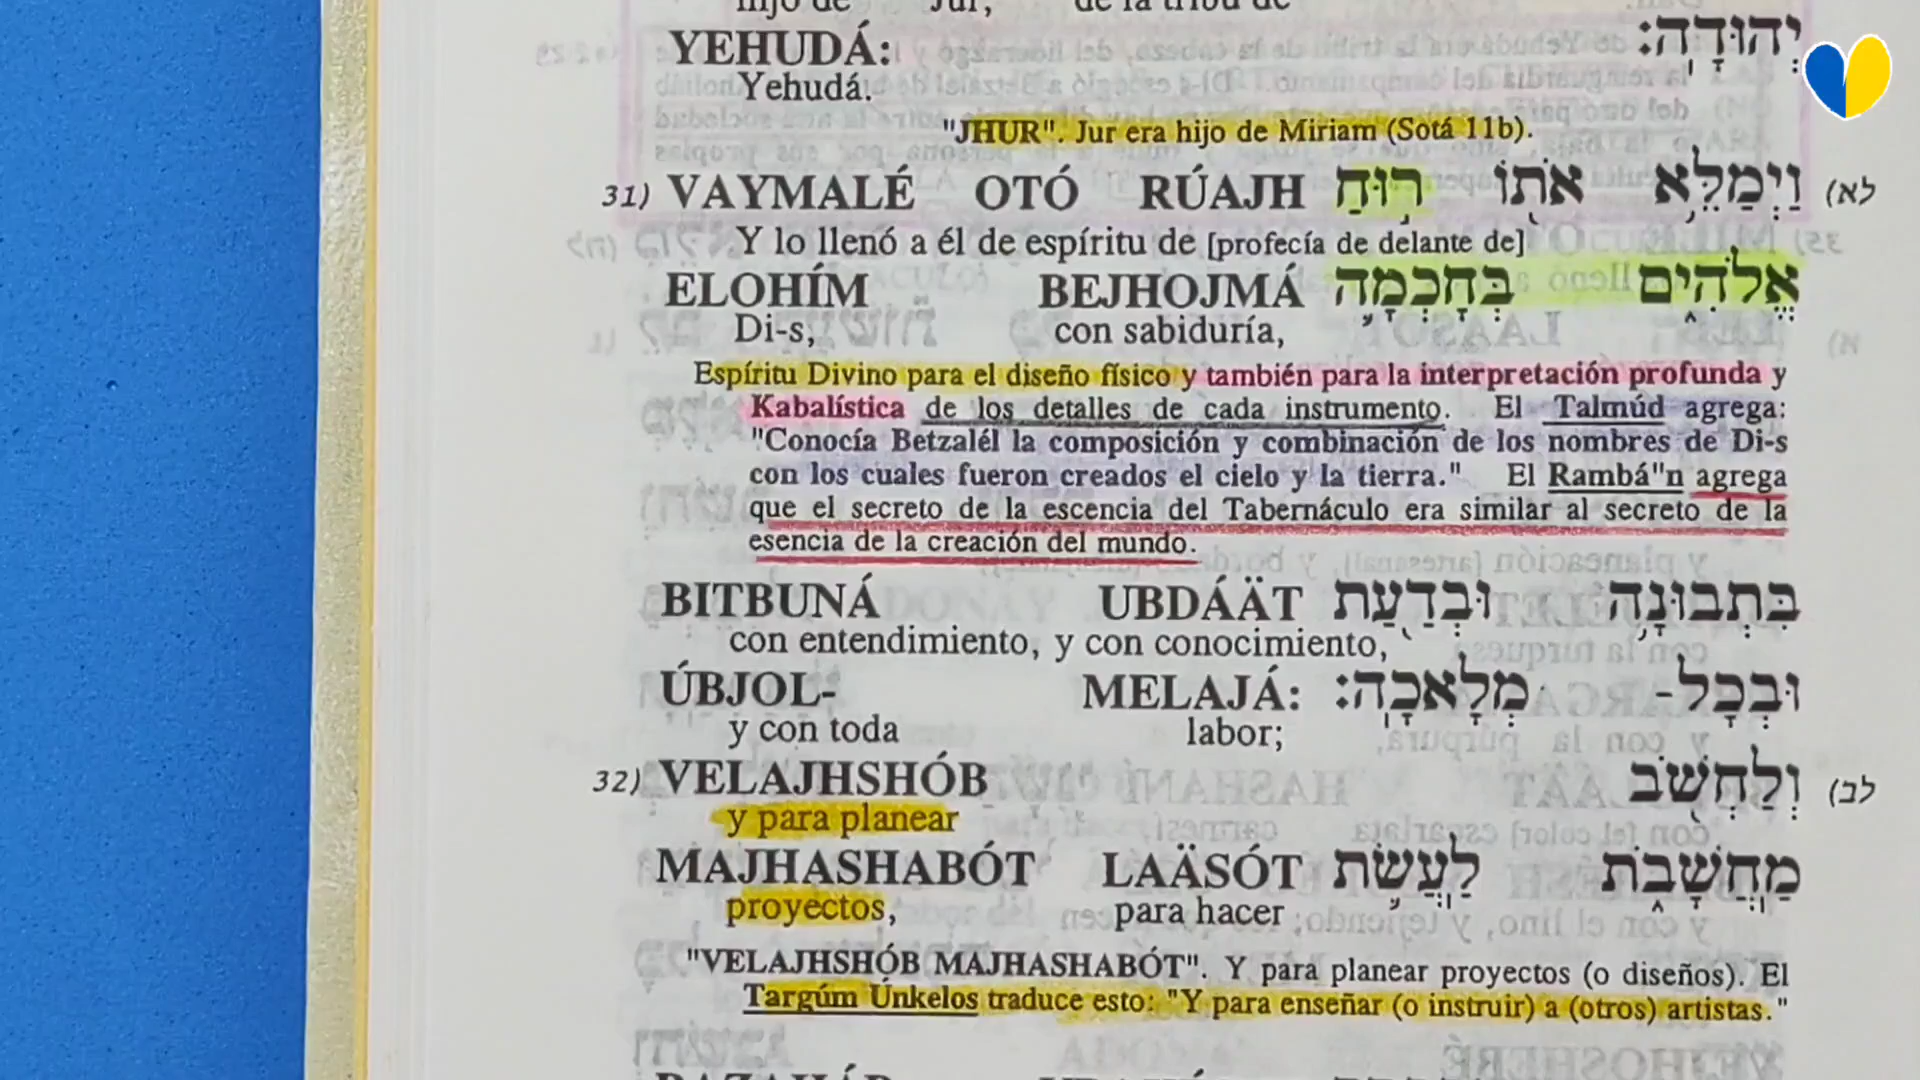 hijo de Jur, de la tribu de
YEHUDÁ: יְהוּדָֽה׃
Yehudá.
"JHUR". Jur era hijo de Miriam (Sotá 11b).
31) VAYMALÉ OTÓ RÚAJH וַיְמַלֵּ֥א אֹת֖וֹ ר֣וּחַ לא)
Y lo llenó a él de espíritu de [profecía de delante de]
ELOHÍM BEJHOJMÁ אֱלֹהִ֑ים בְּחָכְמָ֥ה
Di-s, con sabiduría,
Espíritu Divino para el diseño físico y también para la interpretación profunda y
Kabalística de los detalles de cada instrumento. El Talmúd agrega:
"Conocía Betzalél la composición y combinación de los nombres de Di-s
con los cuales fueron creados el cielo y la tierra." El Rambá"n agrega
que el secreto de la escencia del Tabernáculo era similar al secreto de la
esencia de la creación del mundo.
BITBUNÁ UBDÁÄT בִּתְבוּנָ֥ה וּבְדַ֖עַת
con entendimiento, y con conocimiento,
ÚBJOL- MELAJÁ: וּבְכָל- מְלָאכָֽה׃
y con toda labor;
32) VELAJHSHÓB וְלַחְשֹׁ֖ב לב)
y para planear
MAJHASHABÓT LAÄSÓT מַֽחֲשָׁבֹ֑ת לַֽעֲשֹׂ֥ת
proyectos, para hacer
"VELAJHSHÓB MAJHASHABÓT". Y para planear proyectos (o diseños). El
Targúm Únkelos traduce esto: "Y para enseñar (o instruir) a (otros) artistas."